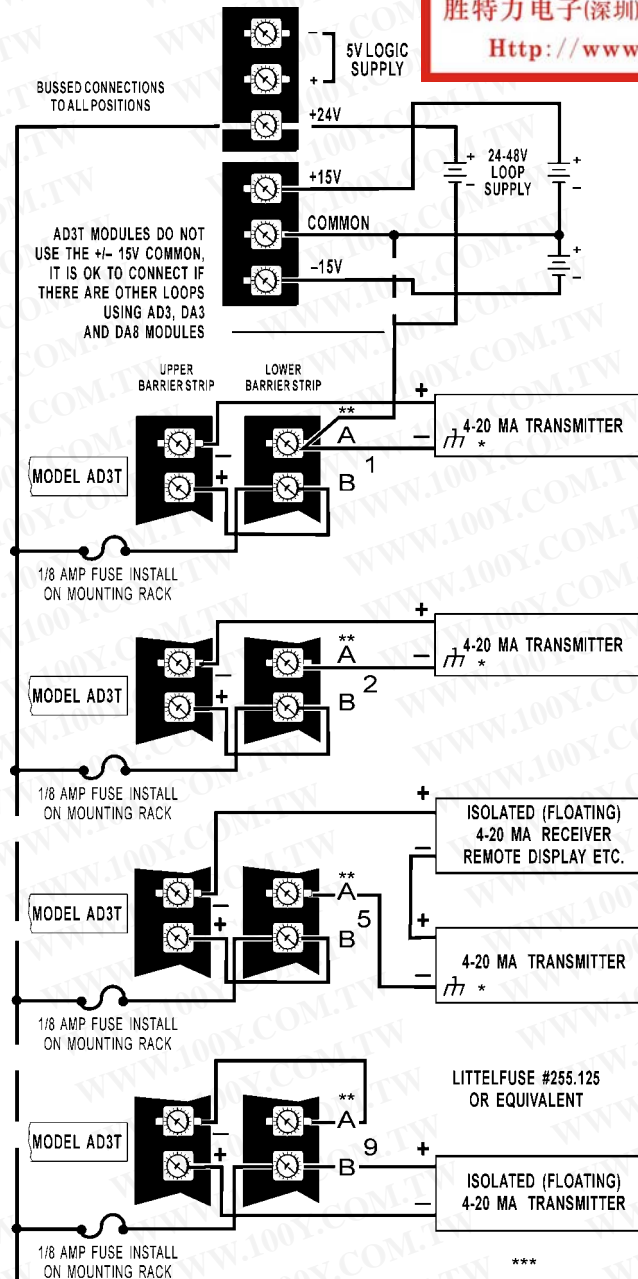 胜特力电子(深圳)
Http://www
5V LOGIC
SUPPLY
−
+
BUSSED CONNECTIONS
TO ALL POSITIONS
+24V
+15V
COMMON
−15V
+
−
24-48V
LOOP
SUPPLY
+
−
+
−
AD3T MODULES DO NOT
USE THE +/− 15V COMMON,
IT IS OK TO CONNECT IF
THERE ARE OTHER LOOPS
USING AD3, DA3
AND DA8 MODULES
UPPER
BARRIER STRIP
LOWER
BARRIER STRIP
MODEL AD3T
−
+
**
A
1
B
+
−
4-20 MA TRANSMITTER
*
1/8 AMP FUSE INSTALL
ON MOUNTING RACK
MODEL AD3T
−
+
**
A
2
B
+
−
4-20 MA TRANSMITTER
*
1/8 AMP FUSE INSTALL
ON MOUNTING RACK
MODEL AD3T
−
+
**
A
5
B
+
−
ISOLATED (FLOATING)
4-20 MA RECEIVER
REMOTE DISPLAY ETC.
+
−
4-20 MA TRANSMITTER
*
1/8 AMP FUSE INSTALL
ON MOUNTING RACK
LITTELFUSE #255.125
OR EQUIVALENT
MODEL AD3T
−
+
**
A
9
B
+
−
ISOLATED (FLOATING)
4-20 MA TRANSMITTER
1/8 AMP FUSE INSTALL
ON MOUNTING RACK
***
WWW.100Y.COM.TW